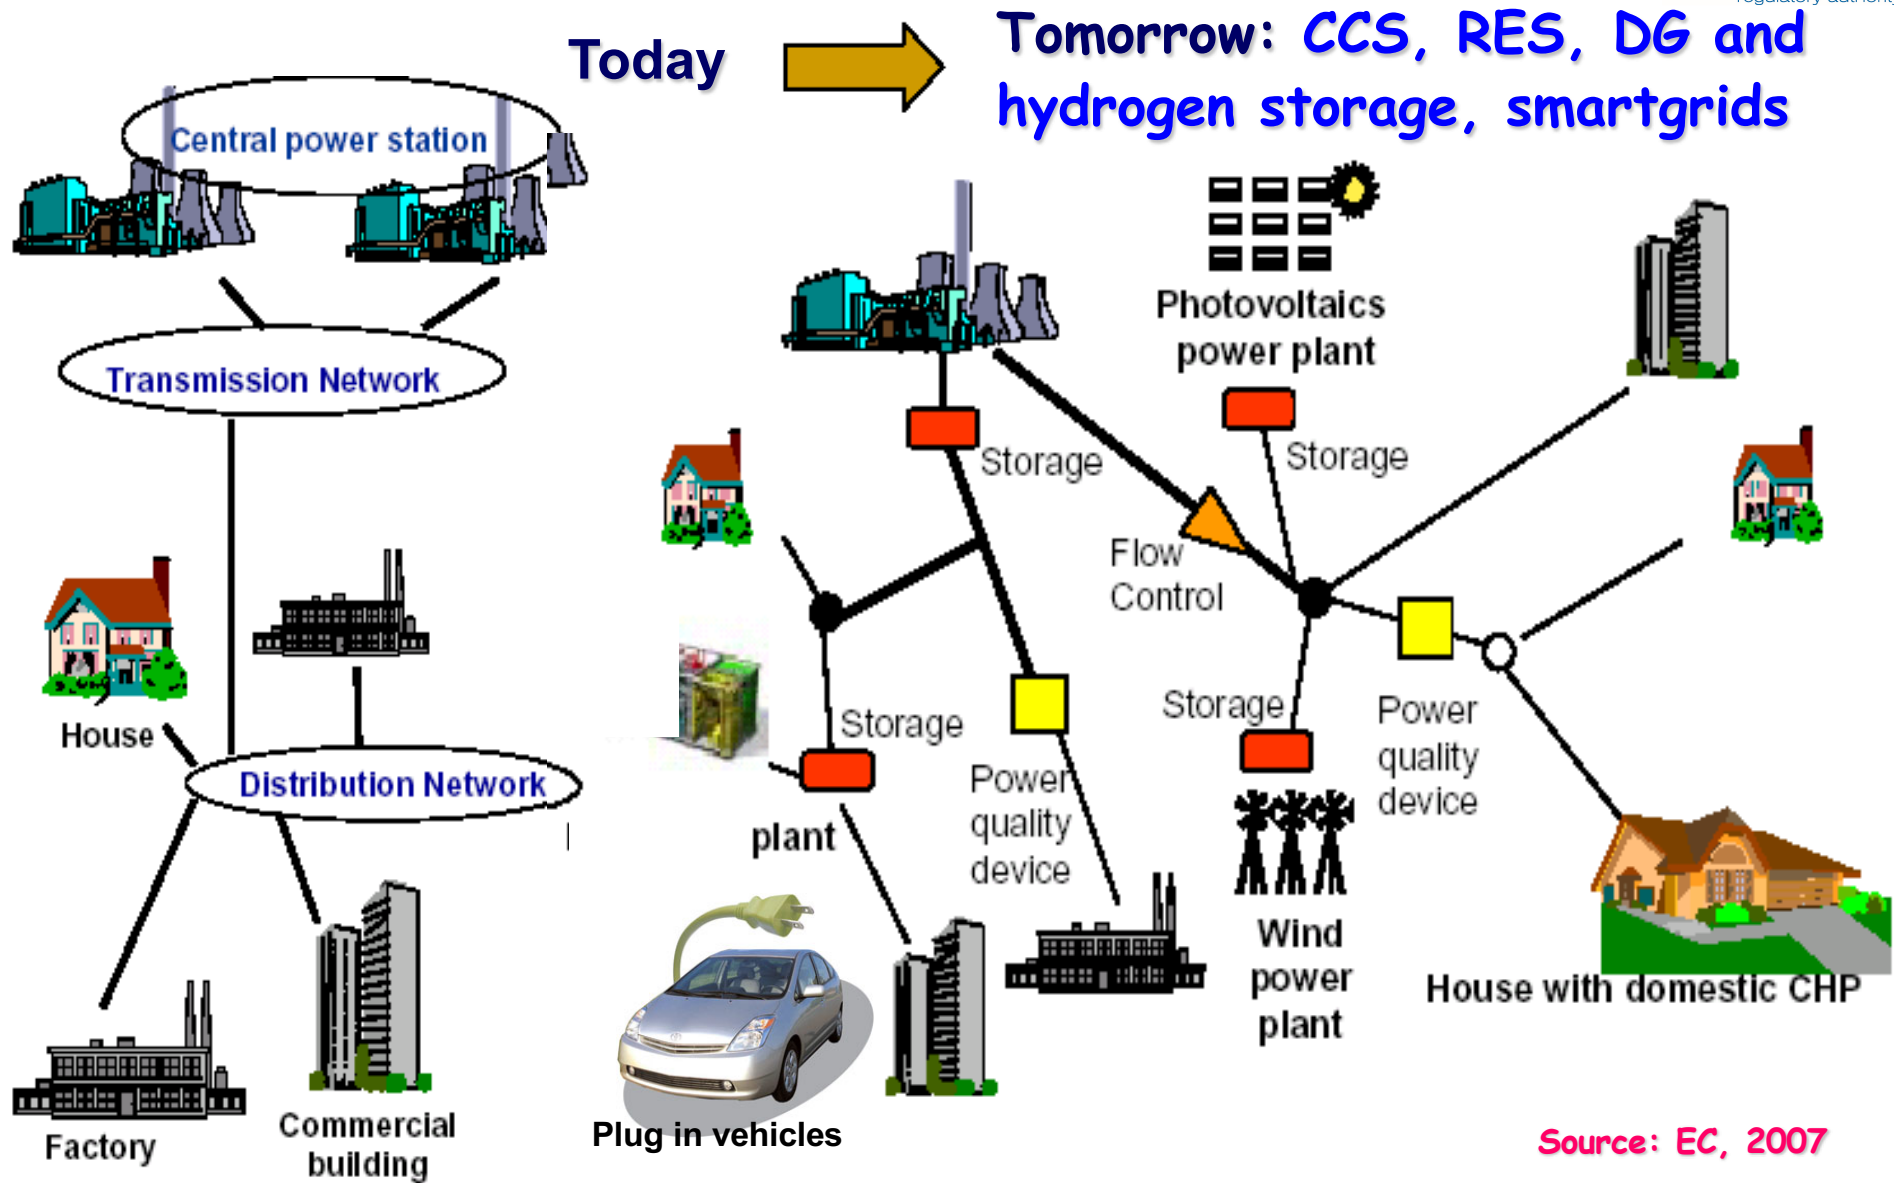 regulatory authority
Today
Tomorrow: CCS, RES, DG and
hydrogen storage, smartgrids
Central power station
Transmission Network
House
Distribution Network
Factory
Commercial
building
Photovoltaics
power plant
Storage
Storage
Flow
Control
Storage
Storage
Power
quality
device
Power
quality
device
plant
Wind
power
plant
House with domestic CHP
Plug in vehicles
Source: EC, 2007